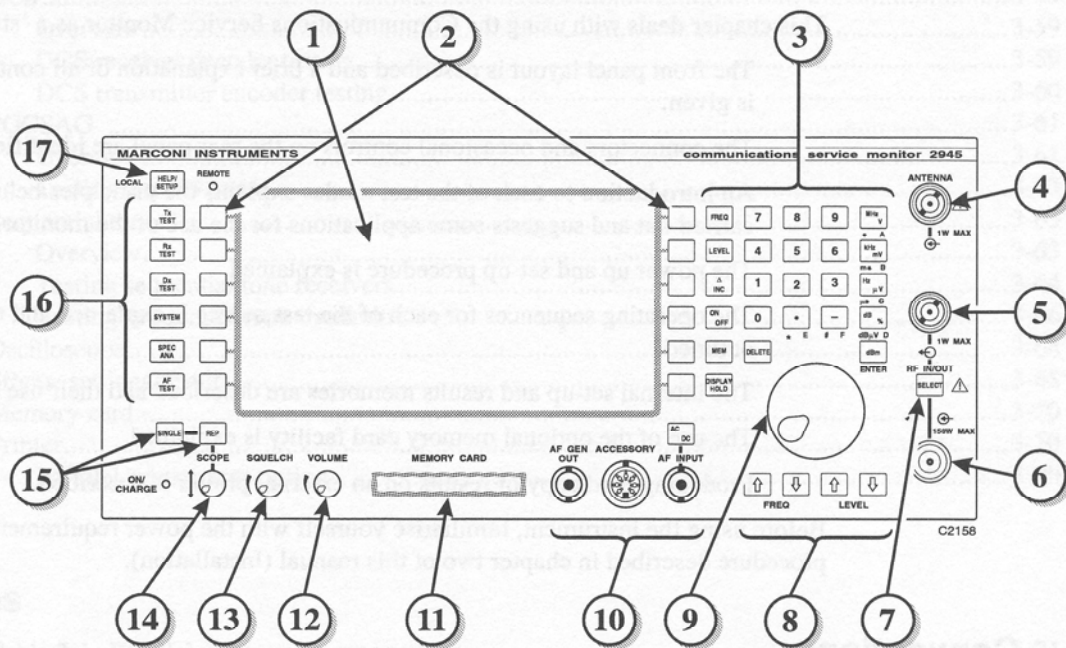 1 2 3
17
MARCONI INSTRUMENTS communications service monitor 2945
LOCAL HELP/SETUP REMOTE
ANTENNA
4
1W MAX
16
Tx TEST
Rx TEST
Dx TEST
SYSTEM
SPEC ANA
AF TEST
FREQ 7 8 9 MHz V
LEVEL 4 5 6 kHz mV
ms B
Δ INC 1 2 3 Hz µV
G
ON OFF 0 • − dB %
E F dBµV D
MEM DELETE dBm
ENTER
DISPLAY HOLD
5
1W MAX
RF IN/OUT
SELECT
150W MAX
6
15
SINGLE REP
AC DC
ON/CHARGE
SCOPE SQUELCH VOLUME
MEMORY CARD
AF GEN OUT ACCESSORY AF INPUT
⇧ ⇩ ⇧ ⇩
FREQ LEVEL
C2158
14 13 12 11 10 9 8 7
This chapter deals with using the Communications Service Monitor as a
The front panel layout is described and a brief explanation of all
is given.
Before using the instrument, familiarise yourself with the power
procedure described in chapter two of this manual (Installation).